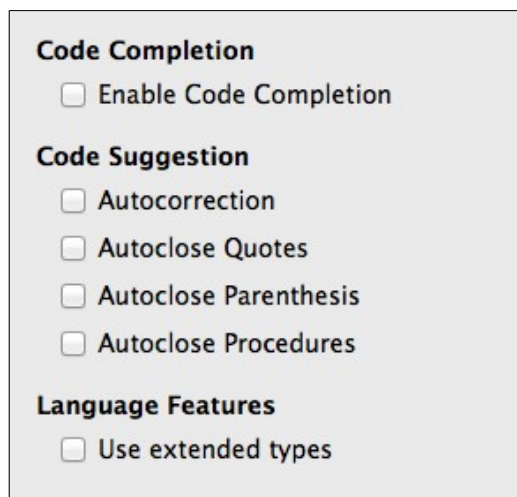 Code Completion
Enable Code Completion
Code Suggestion
Autocorrection
Autoclose Quotes
Autoclose Parenthesis
Autoclose Procedures
Language Features
Use extended types